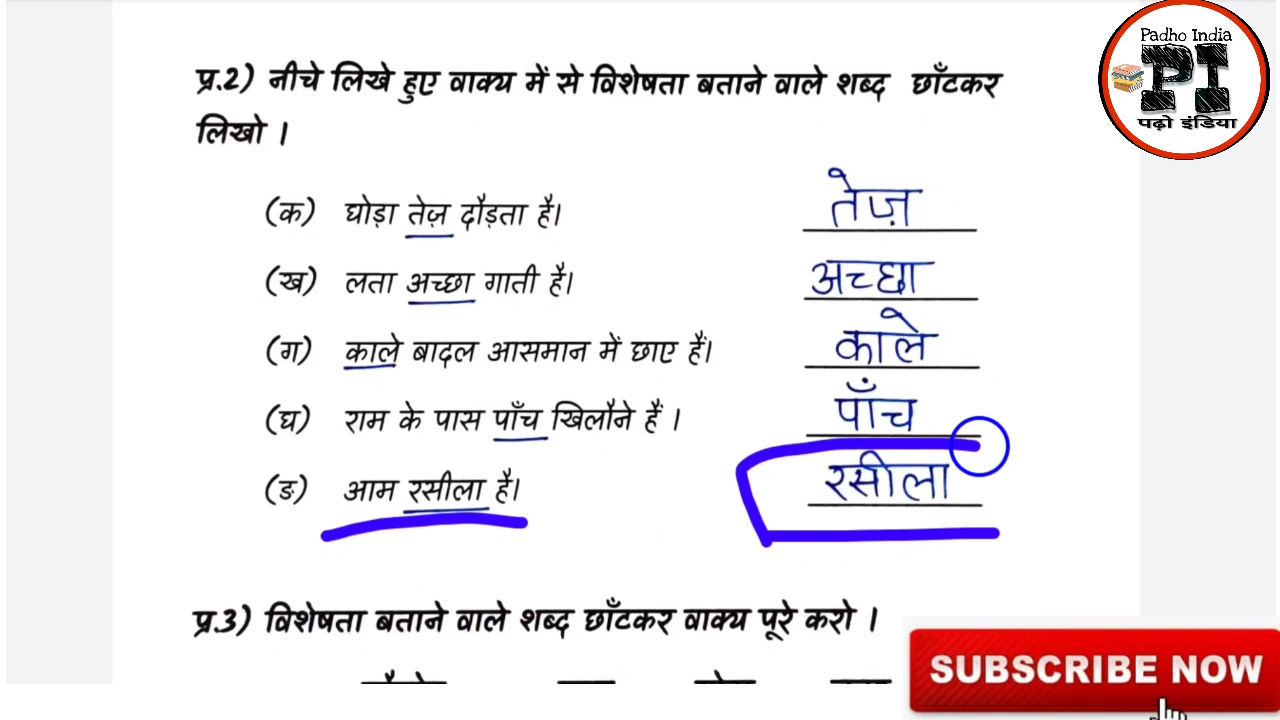 Padho India
PI
पढ़ो इंडिया
प्र.2) नीचे लिखे हुए वाक्य में से विशेषता बताने वाले शब्द छाँटकर
लिखो ।
(क) घोड़ा तेज़ दौड़ता है। तेज़
(ख) लता अच्छा गाती है। अच्छा
(ग) काले बादल आसमान में छाए हैं। काले
(घ) राम के पास पाँच खिलौने हैं । पाँच
(ङ) आम रसीला है। रसीला
प्र.3) विशेषता बताने वाले शब्द छाँटकर वाक्य पूरे करो ।
SUBSCRIBE NOW